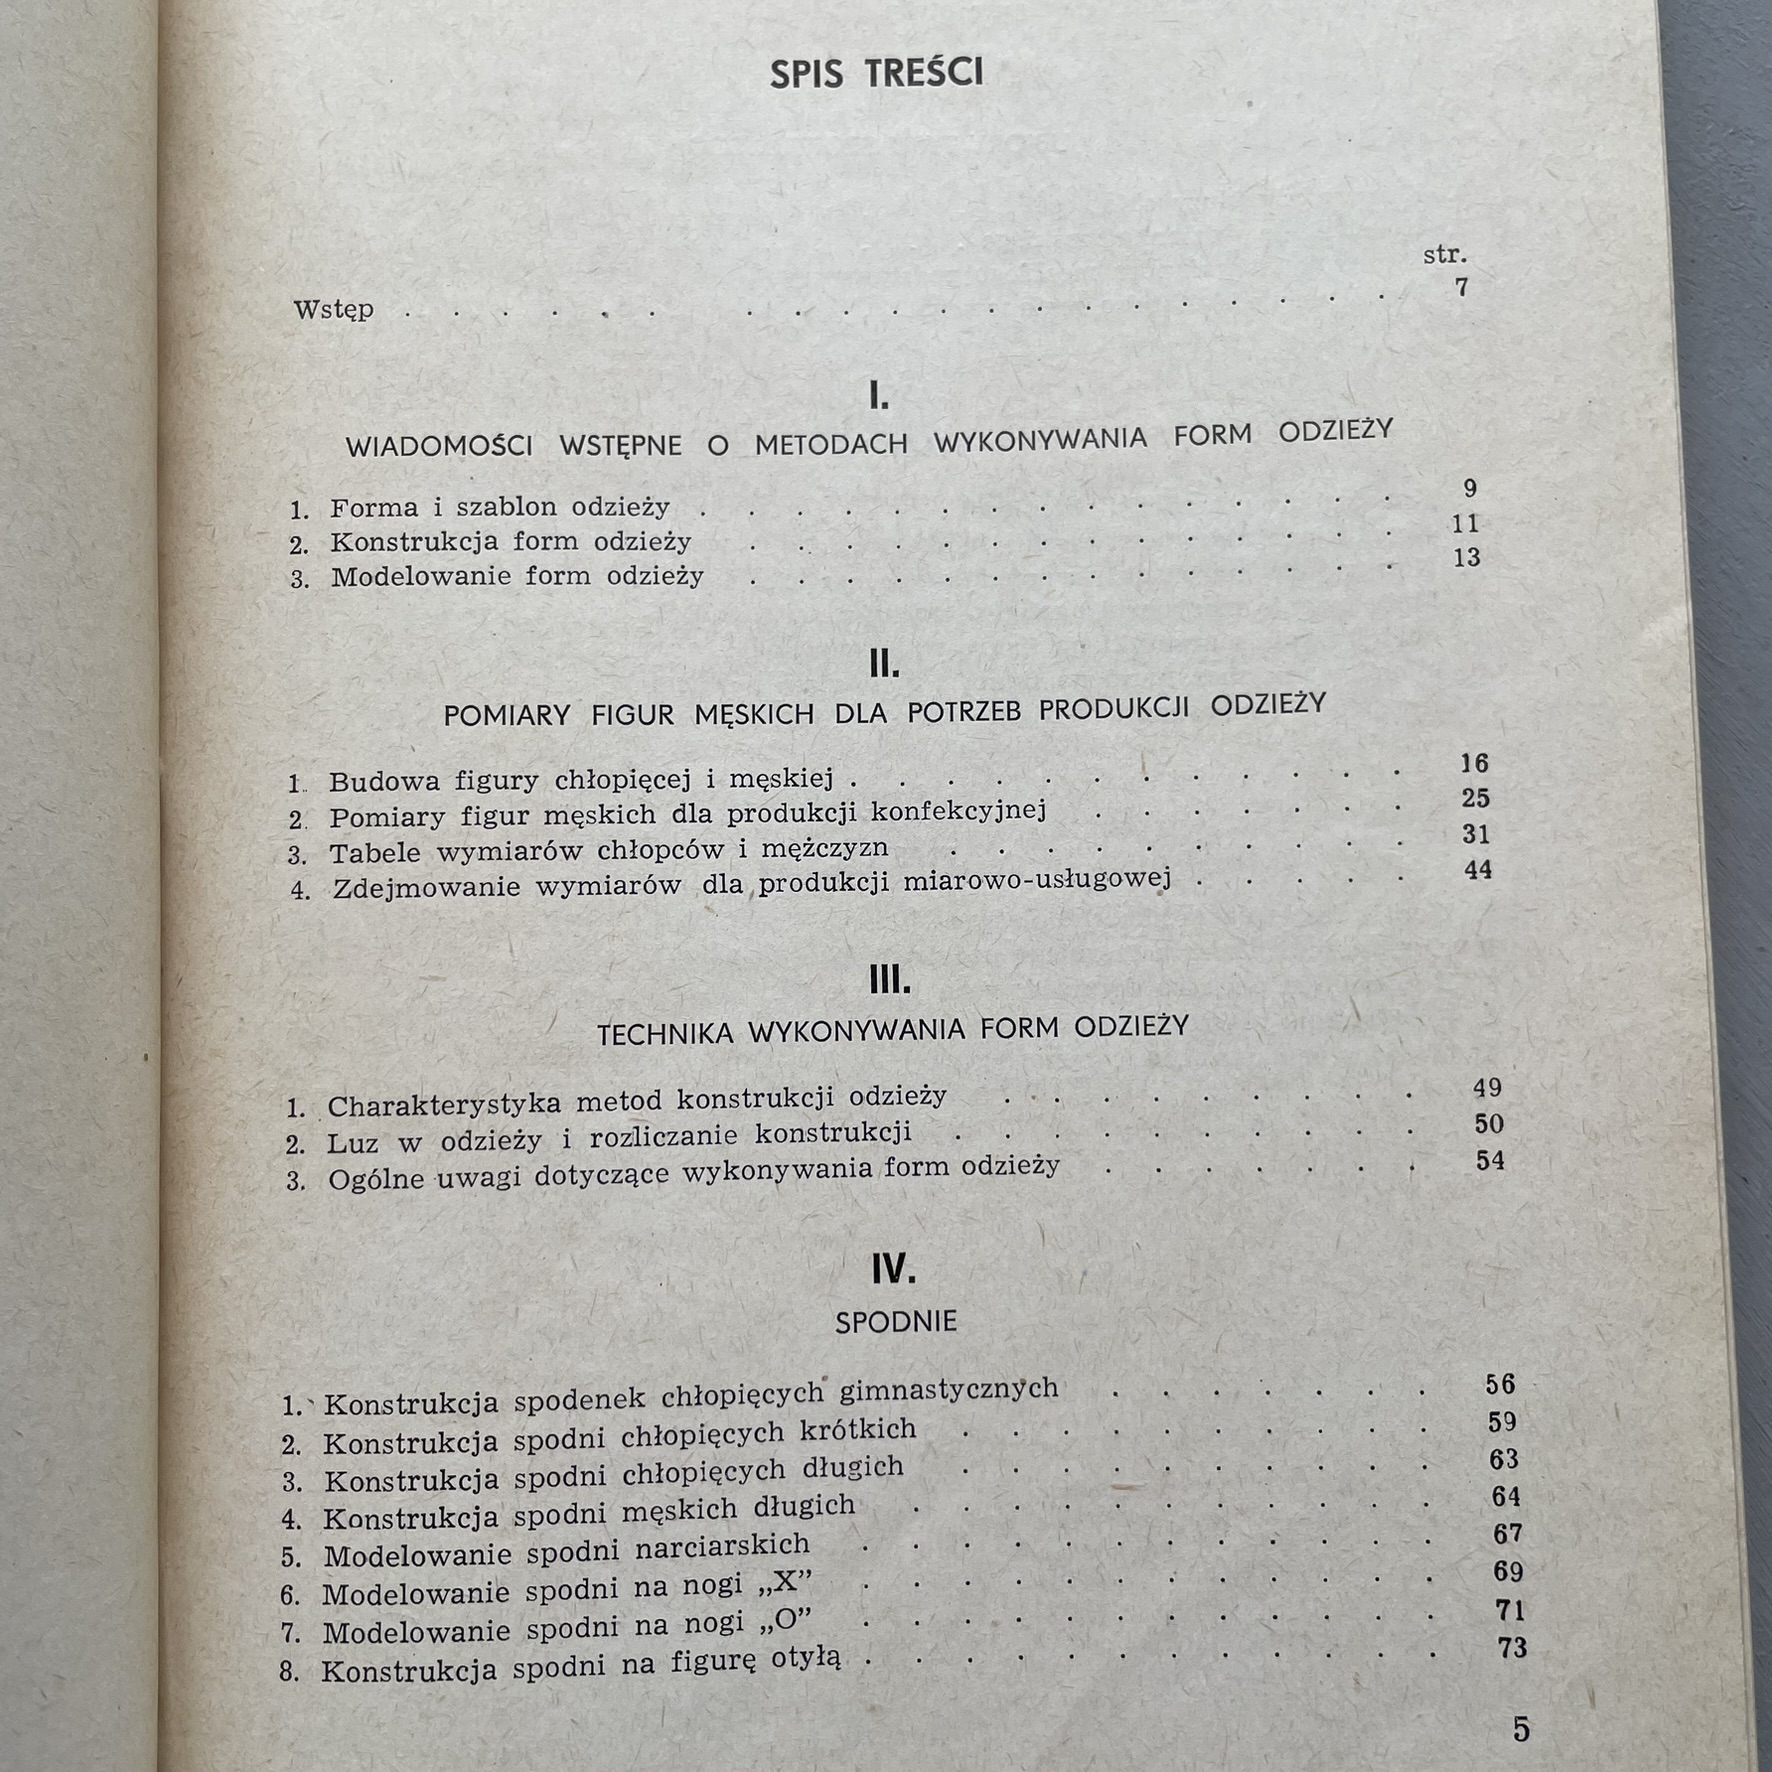 SPIS TREŚCI
str.
Wstęp . . . . . . . . . . . . . . . . . . . . 7
I.
WIADOMOŚCI WSTĘPNE O METODACH WYKONYWANIA FORM ODZIEŻY
1. Forma i szablon odzieży . . . . . . . . . . . . . . . 9
2. Konstrukcja form odzieży . . . . . . . . . . . . . . 11
3. Modelowanie form odzieży . . . . . . . . . . . . . . 13
II.
POMIARY FIGUR MĘSKICH DLA POTRZEB PRODUKCJI ODZIEŻY
1. Budowa figury chłopięcej i męskiej . . . . . . . . . . . . 16
2. Pomiary figur męskich dla produkcji konfekcyjnej . . . . . . . 25
3. Tabele wymiarów chłopców i mężczyzn . . . . . . . . . . 31
4. Zdejmowanie wymiarów dla produkcji miarowo-usługowej . . . . . 44
III.
TECHNIKA WYKONYWANIA FORM ODZIEŻY
1. Charakterystyka metod konstrukcji odzieży . . . . . . . . . 49
2. Luz w odzieży i rozliczanie konstrukcji . . . . . . . . . . 50
3. Ogólne uwagi dotyczące wykonywania form odzieży . . . . . . . 54
IV.
SPODNIE
1. Konstrukcja spodenek chłopięcych gimnastycznych . . . . . . . 56
2. Konstrukcja spodni chłopięcych krótkich . . . . . . . . . . 59
3. Konstrukcja spodni chłopięcych długich . . . . . . . . . . 63
4. Konstrukcja spodni męskich długich . . . . . . . . . . . 64
5. Modelowanie spodni narciarskich . . . . . . . . . . . . 67
6. Modelowanie spodni na nogi „X” . . . . . . . . . . . . 69
7. Modelowanie spodni na nogi „O” . . . . . . . . . . . . 71
8. Konstrukcja spodni na figurę otyłą . . . . . . . . . . . . 73
5